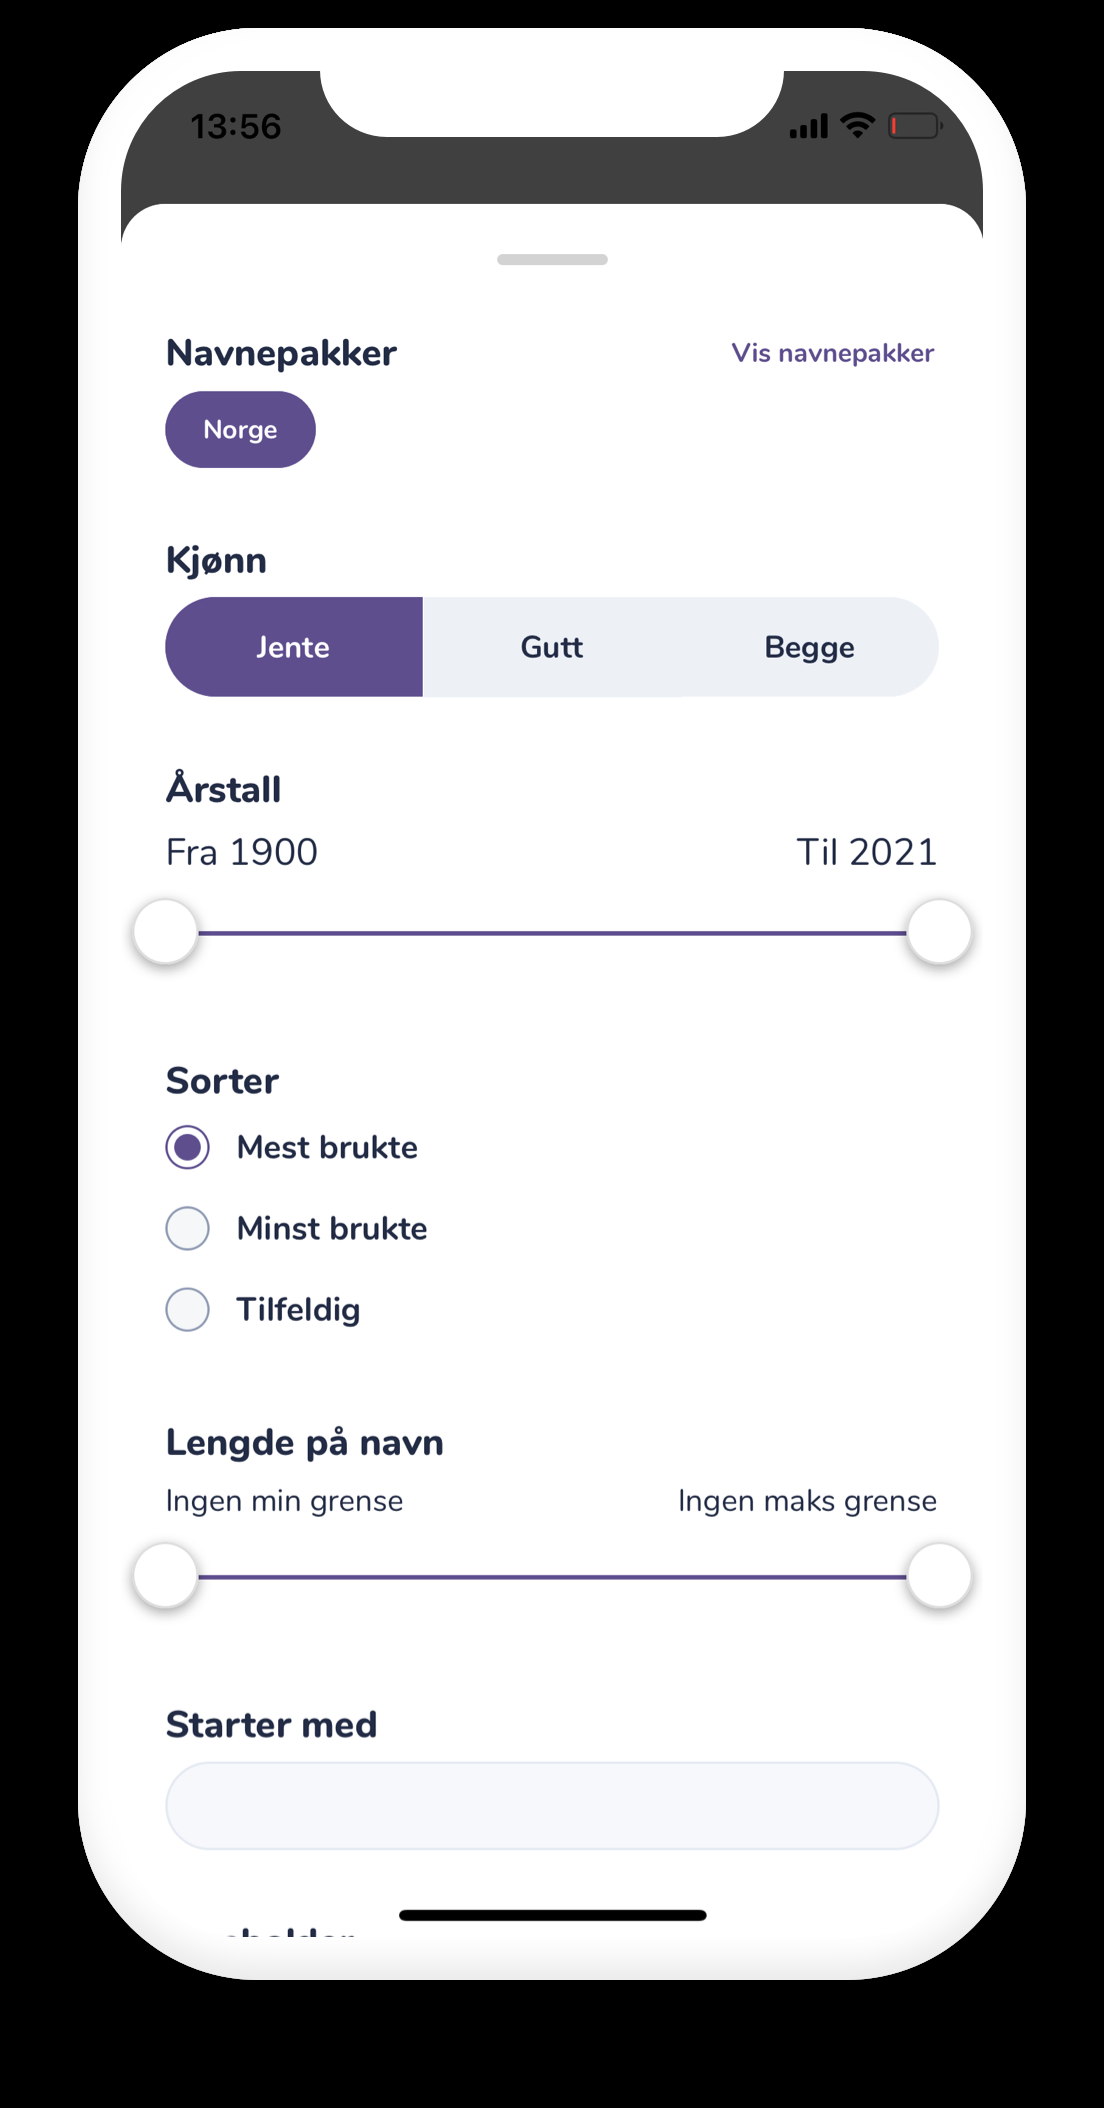 13:56
Navnepakker
Vis navnepakker
Norge
Kjønn
Jente
Gutt
Begge
Årstall
Fra 1900
Til 2021
Sorter
Mest brukte
Minst brukte
Tilfeldig
Lengde på navn
Ingen min grense
Ingen maks grense
Starter med